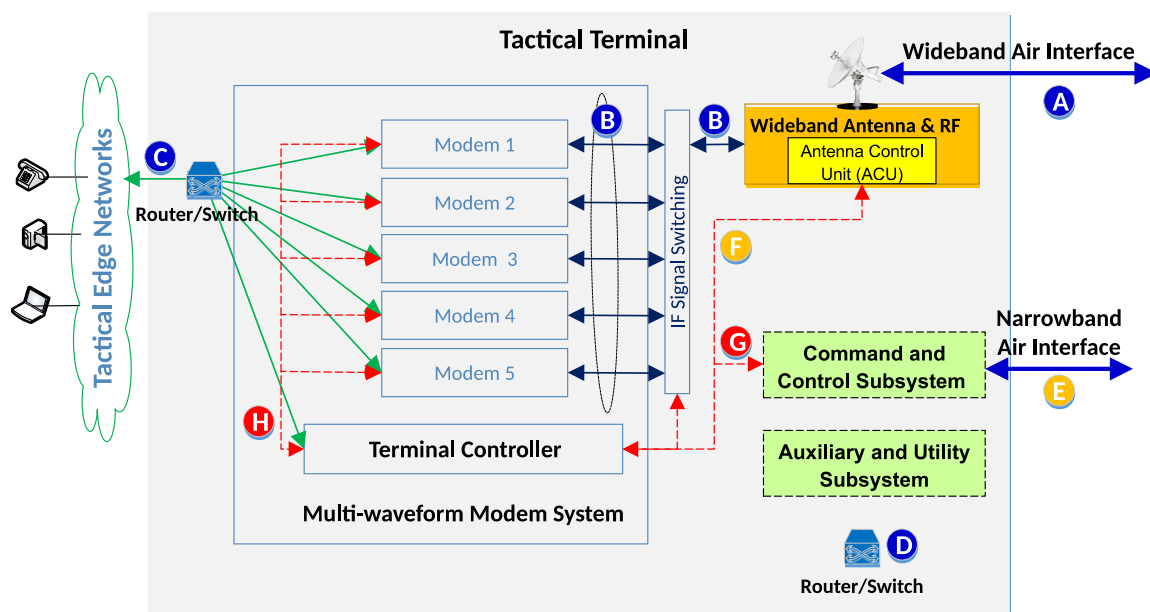 Tactical Terminal
Wideband Air Interface
A
Tactical Edge Networks
C
Router/Switch
Modem 1
Modem 2
Modem 3
Modem 4
Modem 5
B
IF Signal Switching
B
Wideband Antenna & RF
Antenna Control
Unit (ACU)
F
G
Command and
Control Subsystem
Narrowband
Air Interface
E
H
Terminal Controller
Multi-waveform Modem System
Auxiliary and Utility
Subsystem
D
Router/Switch